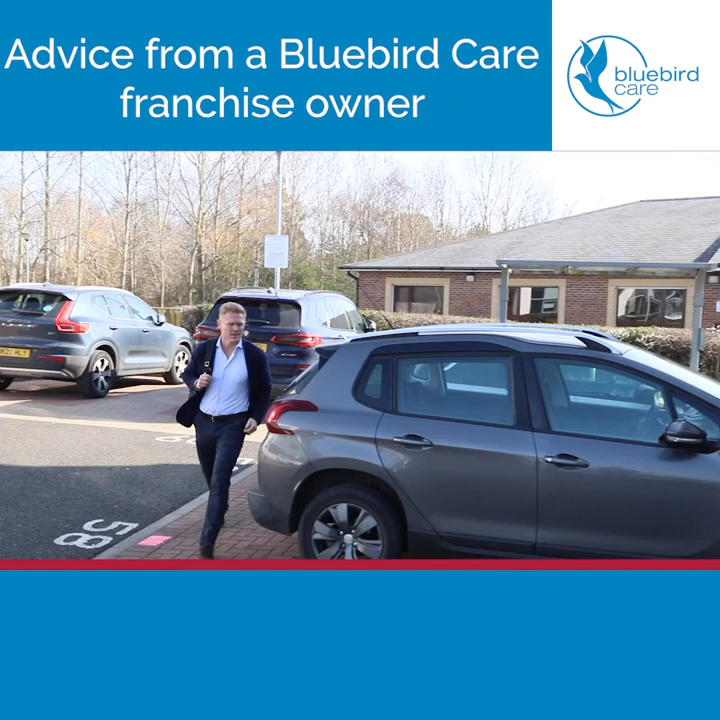 Advice from a Bluebird Care
franchise owner
bluebird
care
58